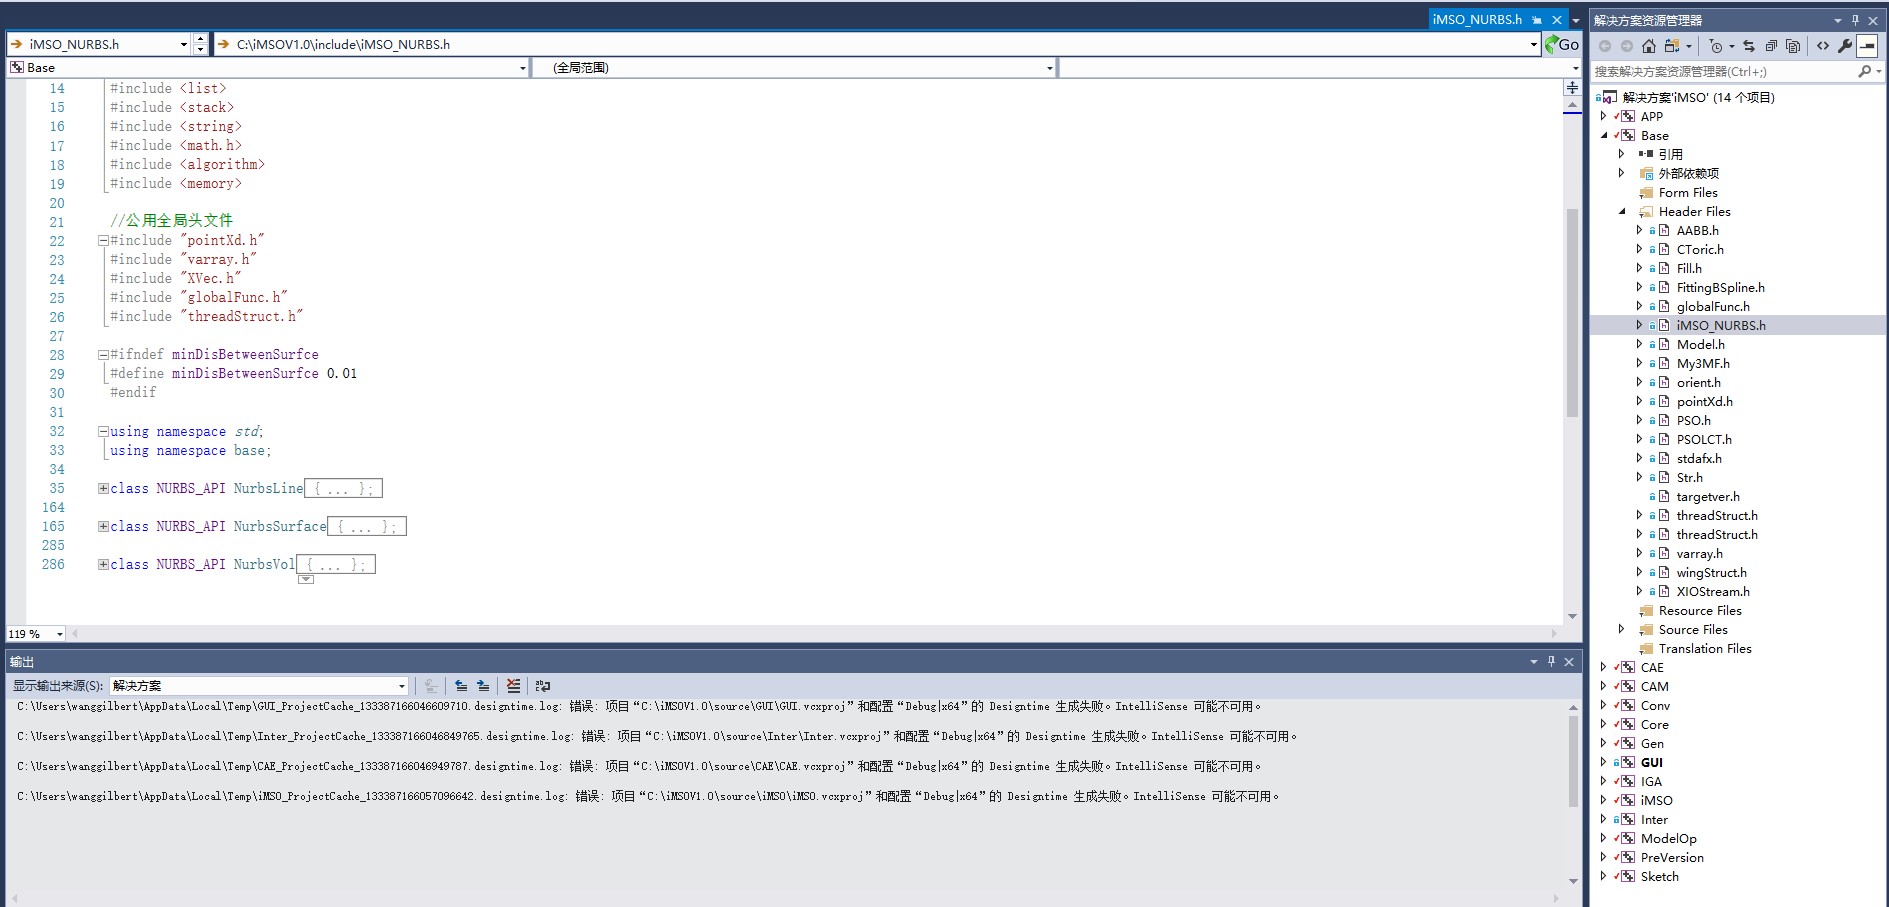 iMSO_NURBS.h
iMSO_NURBS.h
C:\iMSOV1.0\include\iMSO_NURBS.h
Go
Base
(全局范围)
14 #include <list>
15 #include <stack>
16 #include <string>
17 #include <math.h>
18 #include <algorithm>
19 #include <memory>
20
21 //公用全局头文件
22 #include "pointXd.h"
23 #include "varray.h"
24 #include "XVec.h"
25 #include "globalFunc.h"
26 #include "threadStruct.h"
27
28 #ifndef minDisBetweenSurfce
29 #define minDisBetweenSurfce 0.01
30 #endif
31
32 using namespace std;
33 using namespace base;
34
35 class NURBS_API NurbsLine{ ... };
164
165 class NURBS_API NurbsSurface{ ... };
285
286 class NURBS_API NurbsVol{ ... };
119 %
输出
显示输出来源(S): 解决方案
C:\Users\wanggilbert\AppData\Local\Temp\GUI_ProjectCache_133387166046609710.designtime.log: 错误: 项目“C:\iMSOV1.0\source\GUI\GUI.vcxproj”和配置“Debug|x64”的 Designtime 生成失败。IntelliSense 可能不可用。
C:\Users\wanggilbert\AppData\Local\Temp\Inter_ProjectCache_133387166046849765.designtime.log: 错误: 项目“C:\iMSOV1.0\source\Inter\Inter.vcxproj”和配置“Debug|x64”的 Designtime 生成失败。IntelliSense 可能不可用。
C:\Users\wanggilbert\AppData\Local\Temp\CAE_ProjectCache_133387166046949787.designtime.log: 错误: 项目“C:\iMSOV1.0\source\CAE\CAE.vcxproj”和配置“Debug|x64”的 Designtime 生成失败。IntelliSense 可能不可用。
C:\Users\wanggilbert\AppData\Local\Temp\iMSO_ProjectCache_133387166057096642.designtime.log: 错误: 项目“C:\iMSOV1.0\source\iMSO\iMSO.vcxproj”和配置“Debug|x64”的 Designtime 生成失败。IntelliSense 可能不可用。
解决方案资源管理器
搜索解决方案资源管理器(Ctrl+;)
解决方案'iMSO' (14 个项目)
APP
Base
引用
外部依赖项
Form Files
Header Files
AABB.h
CToric.h
Fill.h
FittingBSpline.h
globalFunc.h
iMSO_NURBS.h
Model.h
My3MF.h
orient.h
pointXd.h
PSO.h
PSOLCT.h
stdafx.h
Str.h
targetver.h
threadStruct.h
threadStruct.h
varray.h
wingStruct.h
XIOStream.h
Resource Files
Source Files
Translation Files
CAE
CAM
Conv
Core
Gen
GUI
IGA
iMSO
Inter
ModelOp
PreVersion
Sketch